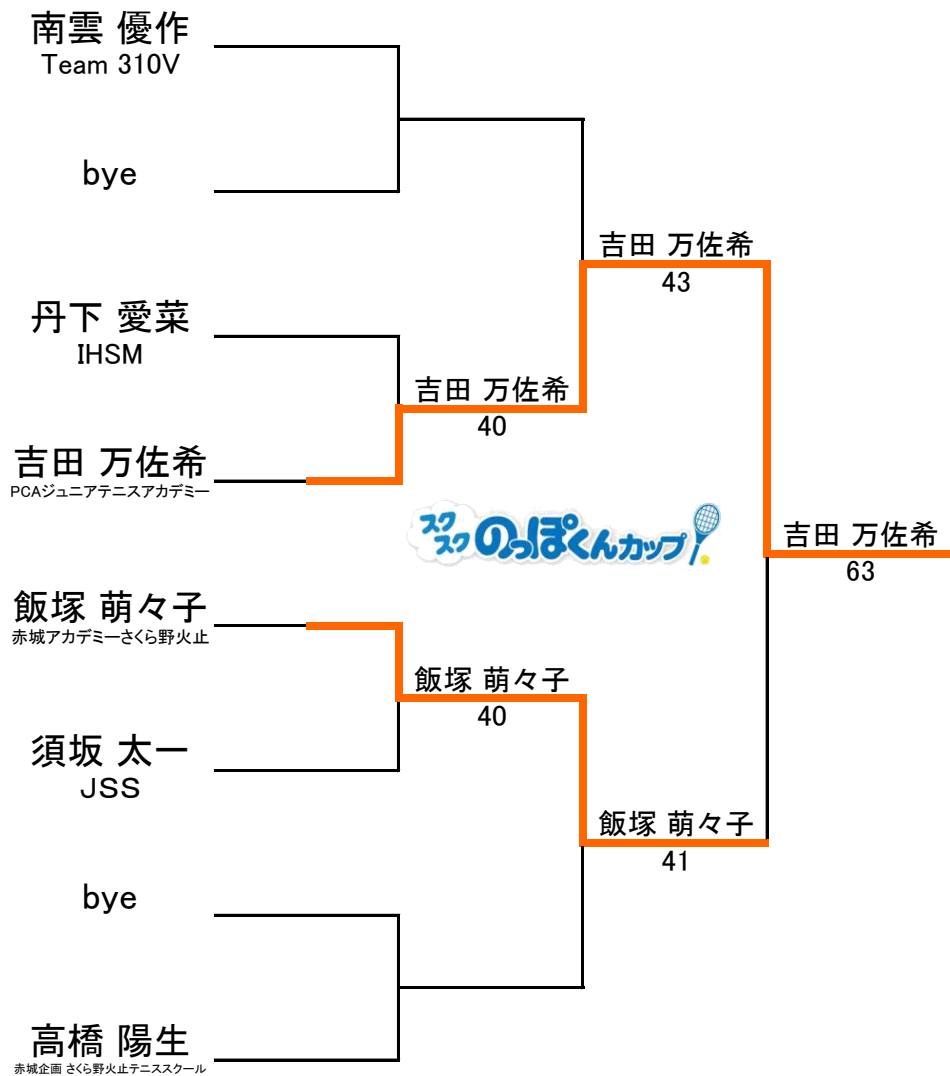 南雲 優作
Team 310V
bye
吉田 万佐希
43
丹下 愛菜
IHSM
吉田 万佐希
40
吉田 万佐希
PCAジュニアテニスアカデミー
スクスク のっぽくんカップ
吉田 万佐希
63
飯塚 萌々子
赤城アカデミーさくら野火止
飯塚 萌々子
40
須坂 太一
JSS
飯塚 萌々子
41
bye
高橋 陽生
赤城企画 さくら野火止テニススクール